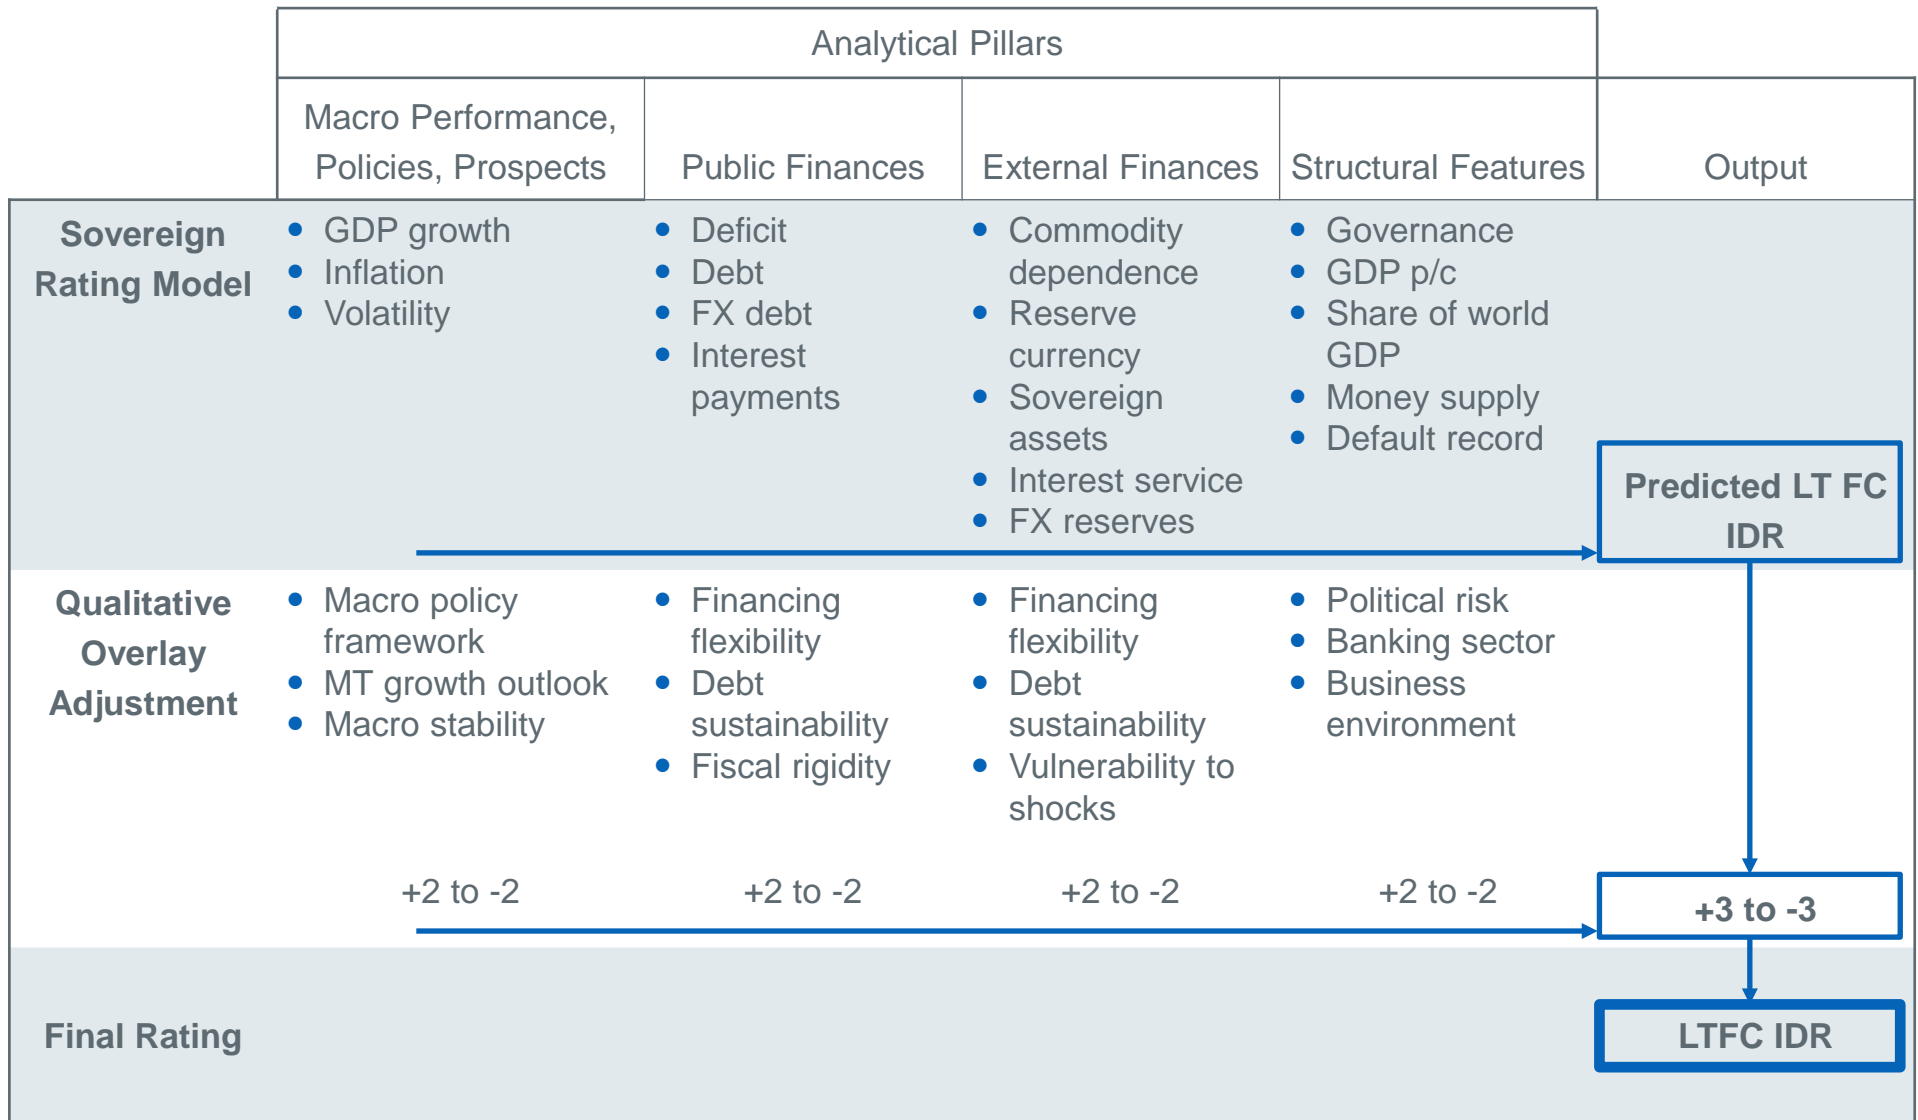 Analytical Pillars
Macro Performance,
Policies, Prospects
Public Finances
External Finances
Structural Features
Output
Sovereign
Rating Model
GDP growth
Inflation
Volatility
Deficit
Debt
FX debt
Interest
payments
Commodity
dependence
Reserve
currency
Sovereign
assets
Interest service
FX reserves
Governance
GDP p/c
Share of world
GDP
Money supply
Default record
Predicted LT FC
IDR
Qualitative
Overlay
Adjustment
Macro policy
framework
MT growth outlook
Macro stability
Financing
flexibility
Debt
sustainability
Fiscal rigidity
Financing
flexibility
Debt
sustainability
Vulnerability to
shocks
Political risk
Banking sector
Business
environment
+2 to -2
+2 to -2
+2 to -2
+2 to -2
+3 to -3
Final Rating
LTFC IDR